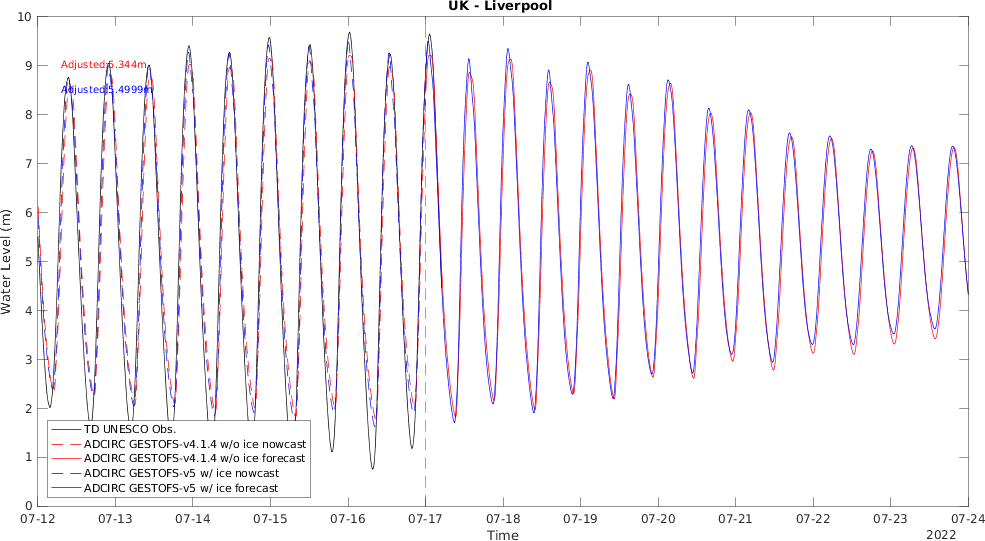 UK - Liverpool
10
9
8
7
6
5
4
3
2
1
0
Water Level (m)
Adjusted:5.344m
Adjusted:5.4999m
TD UNESCO Obs.
ADCIRC GESTOFS-v4.1.4 w/o ice nowcast
ADCIRC GESTOFS-v4.1.4 w/o ice forecast
ADCIRC GESTOFS-v5 w/ ice nowcast
ADCIRC GESTOFS-v5 w/ ice forecast
07-12 07-13 07-14 07-15 07-16 07-17 07-18 07-19 07-20 07-21 07-22 07-23 07-24
Time
2022